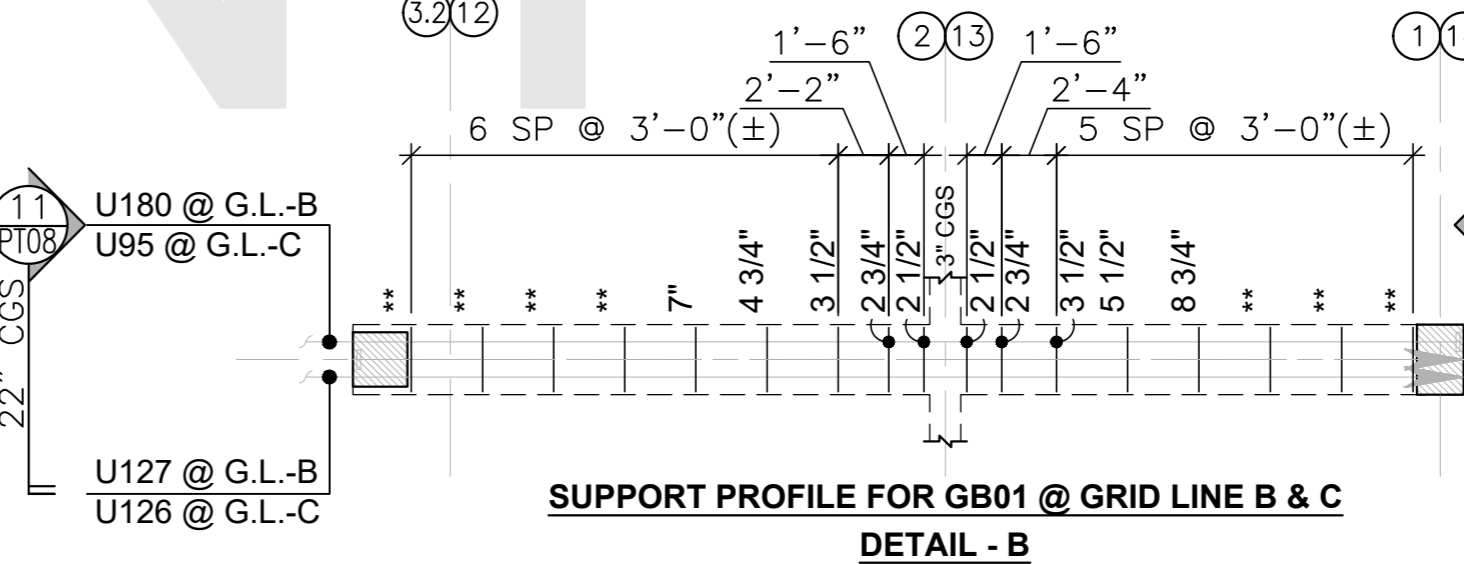 3.2 12
2 13
1
1'-6"
1'-6"
2'-2"
2'-4"
6 SP @ 3'-0"(±)
5 SP @ 3'-0"(±)
11
PT08
U180 @ G.L.-B
U95 @ G.L.-C
22" CGS
** ** ** ** 7" 4 3/4" 3 1/2" 2 3/4" 2 1/2" 3" CGS 2 1/2" 2 3/4" 3 1/2" 5 1/2" 8 3/4" ** ** **
U127 @ G.L.-B
U126 @ G.L.-C
SUPPORT PROFILE FOR GB01 @ GRID LINE B & C
DETAIL - B